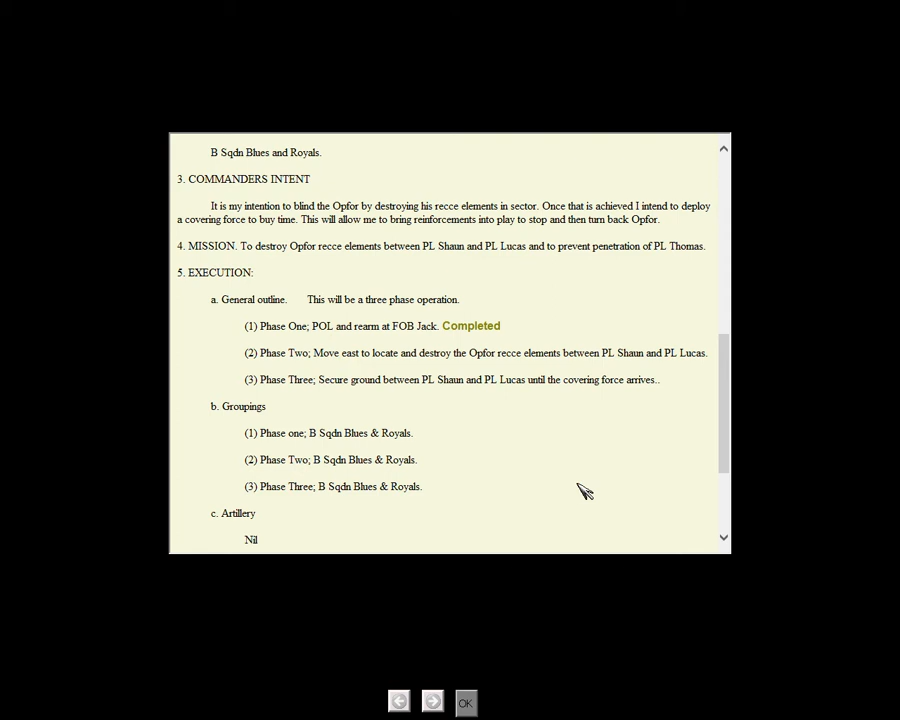 B Sqdn Blues and Royals.
3. COMMANDERS INTENT
It is my intention to blind the Opfor by destroying his recce elements in sector. Once that is achieved I intend to deploy
a covering force to buy time. This will allow me to bring reinforcements into play to stop and then turn back Opfor.
4. MISSION. To destroy Opfor recce elements between PL Shaun and PL Lucas and to prevent penetration of PL Thomas.
5. EXECUTION:
a. General outline. This will be a three phase operation.
(1) Phase One; POL and rearm at FOB Jack. Completed
(2) Phase Two; Move east to locate and destroy the Opfor recce elements between PL Shaun and PL Lucas.
(3) Phase Three; Secure ground between PL Shaun and PL Lucas until the covering force arrives..
b. Groupings
(1) Phase one; B Sqdn Blues & Royals.
(2) Phase Two; B Sqdn Blues & Royals.
(3) Phase Three; B Sqdn Blues & Royals.
c. Artillery
Nil
OK